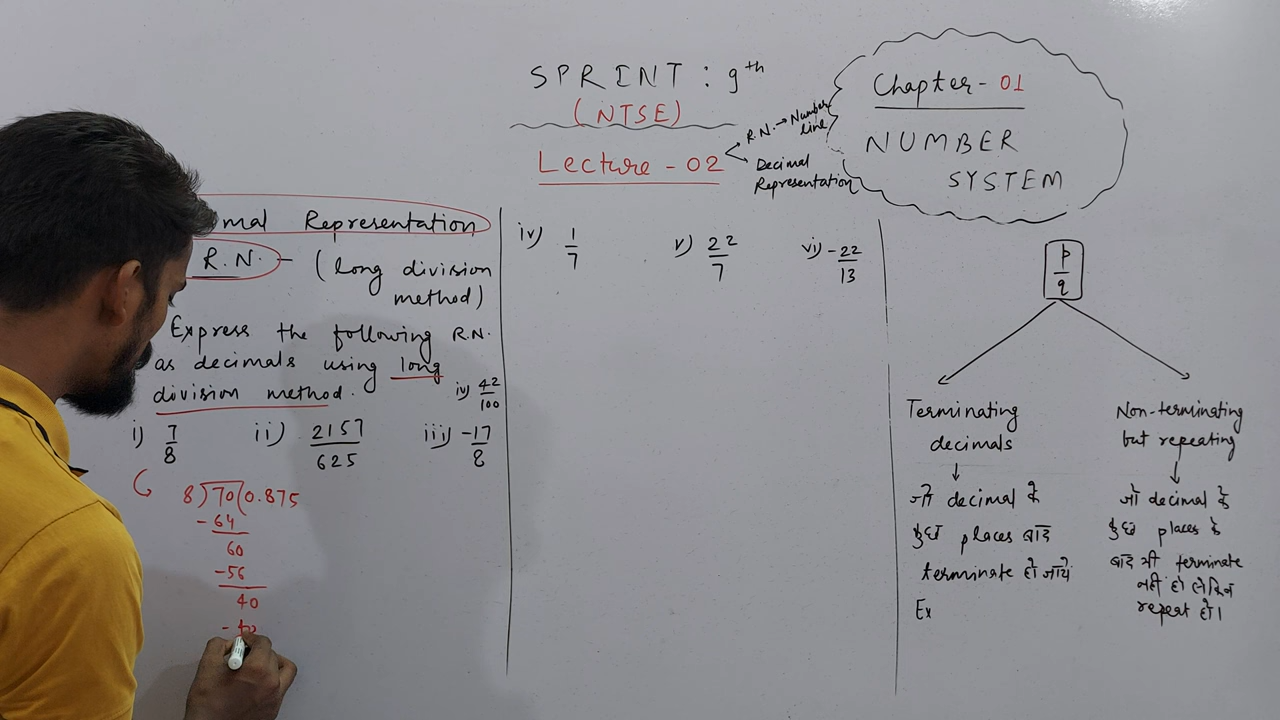 SPRINT : 9th
(NTSE)
Lecture - 02
R.N. → Number line
Decimal Representation
Chapter - 01
NUMBER
SYSTEM
mal Representation
R.N. - (long division
method)
Express the following R.N.
as decimals using long
division method.
iv) 42/100
i) 7/8 ii) 2157/625 iii) -17/8
8)70(0.875
-64
60
-56
40
-40
iv) 1/7 v) 22/7 vi) -22/13
p/q
Terminating
decimals
जो decimal के
कुछ places बाद
terminate हो जाये
Ex
Non-terminating
but repeating
जो decimal के
कुछ places के
बाद भी terminate
नहीं हो लेकिन
repeat हो।